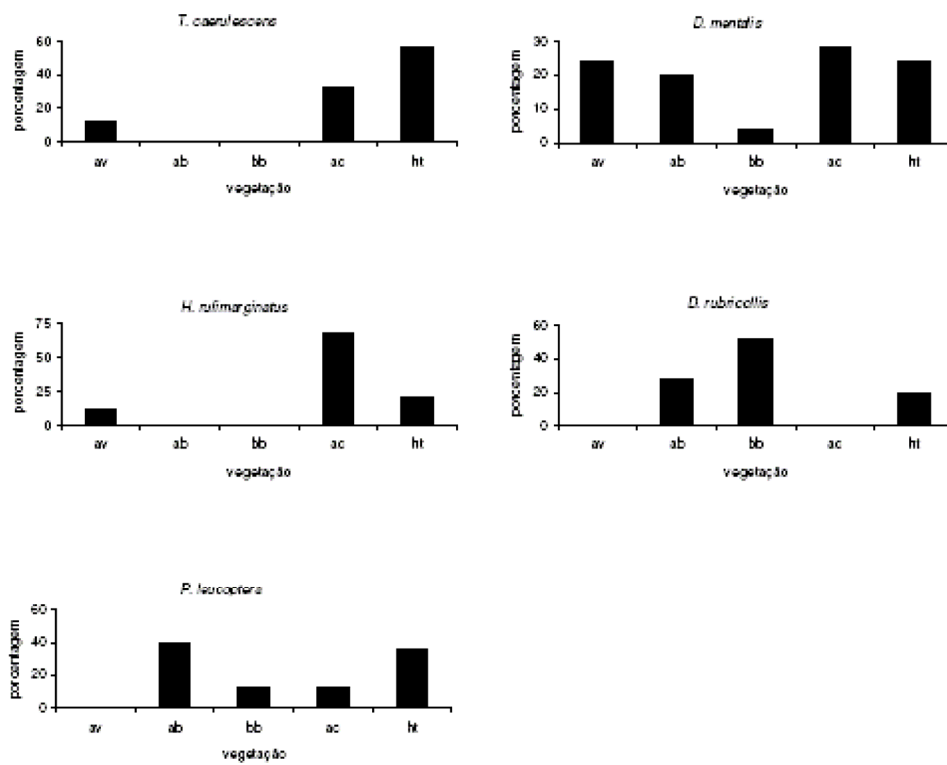 T. caerulescens
60
40
20
0
porcentagem
av ab bb ac ht
vegetação
D. mentalis
30
20
10
0
porcentagem
av ab bb ac ht
vegetação
H. rufimarginatus
75
50
25
0
porcentagem
av ab bb ac ht
vegetação
D. rubricollis
60
40
20
0
porcentagem
av ab bb ac ht
vegetação
P. leucoptera
60
40
20
0
porcentagem
av ab bb ac ht
vegetação